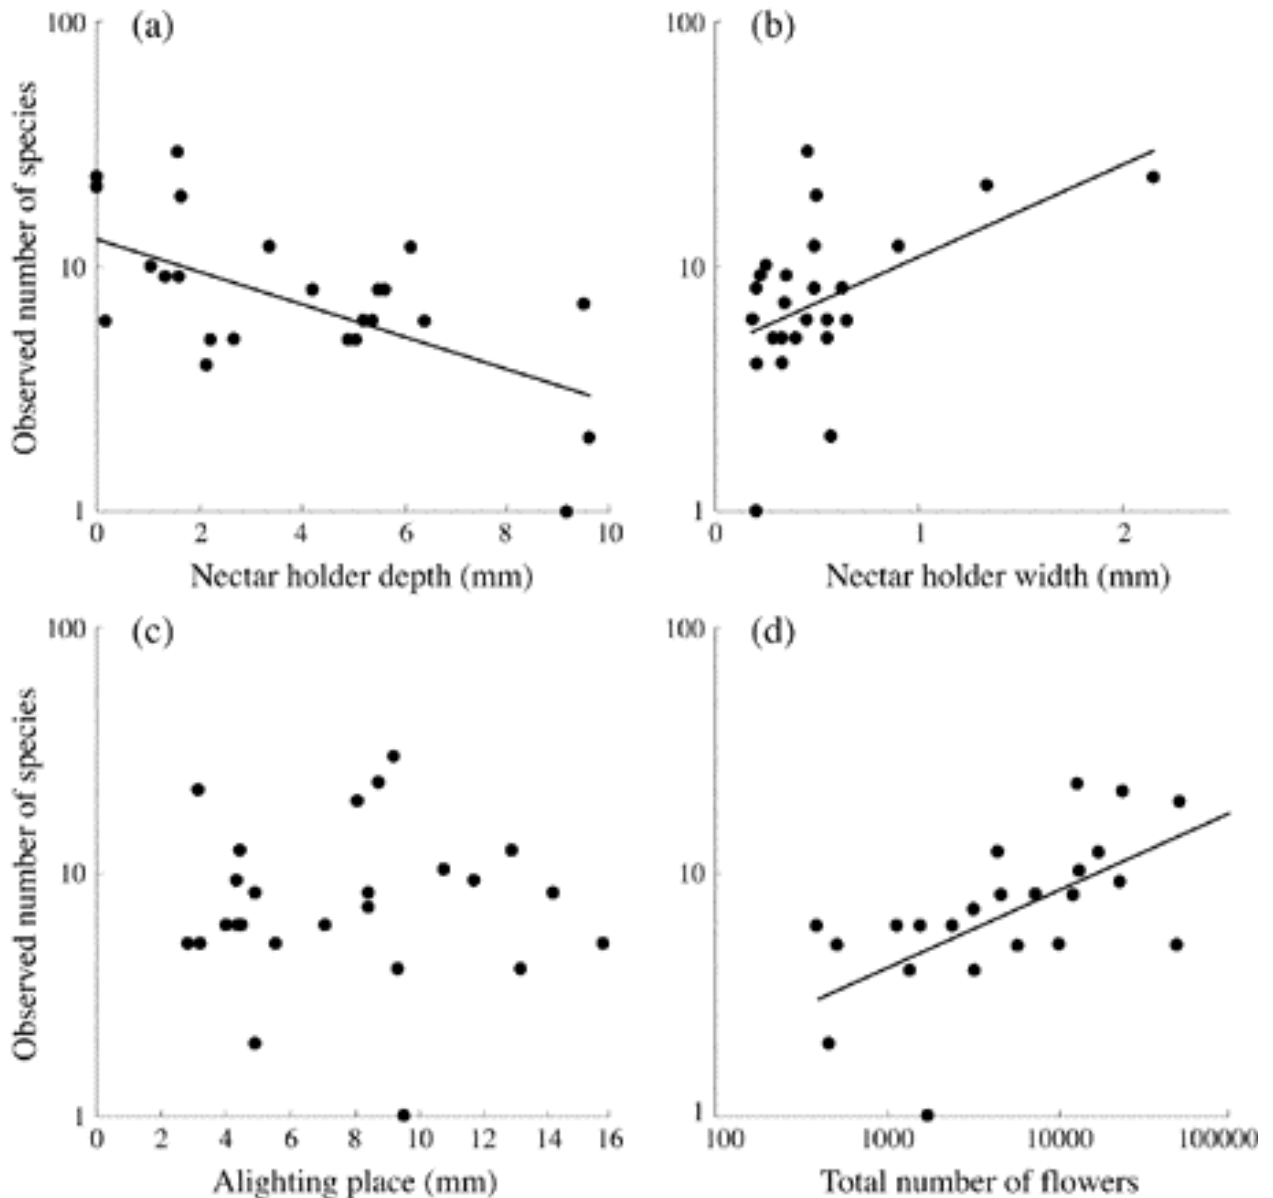 100 (a) 100 (b)
Observed number of species
10 10
1 1
0 2 4 6 8 10 0 1 2
Nectar holder depth (mm) Nectar holder width (mm)
100 (c) 100 (d)
Observed number of species
10 10
1 1
0 2 4 6 8 10 12 14 16 100 1000 10000 100000
Alighting place (mm) Total number of flowers